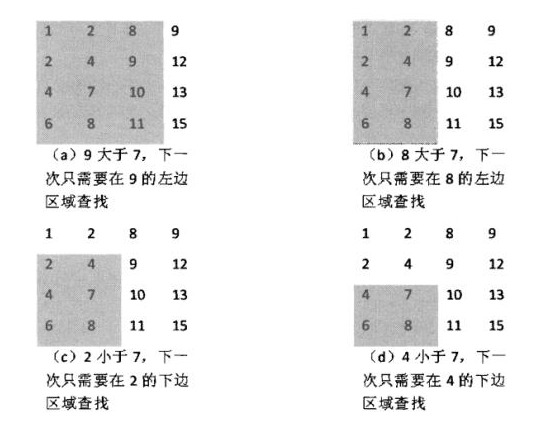 1 2 8 9
2 4 9 12
4 7 10 13
6 8 11 15
(a) 9 大于 7，下一
次只需要在 9 的左边
区域查找
1 2 8 9
2 4 9 12
4 7 10 13
6 8 11 15
(b) 8 大于 7，下一
次只需要在 8 的左边
区域查找
1 2 8 9
2 4 9 12
4 7 10 13
6 8 11 15
(c) 2 小于 7，下一
次只需要在 2 的下边
区域查找
1 2 8 9
2 4 9 12
4 7 10 13
6 8 11 15
(d) 4 小于 7，下一
次只需要在 4 的下边
区域查找